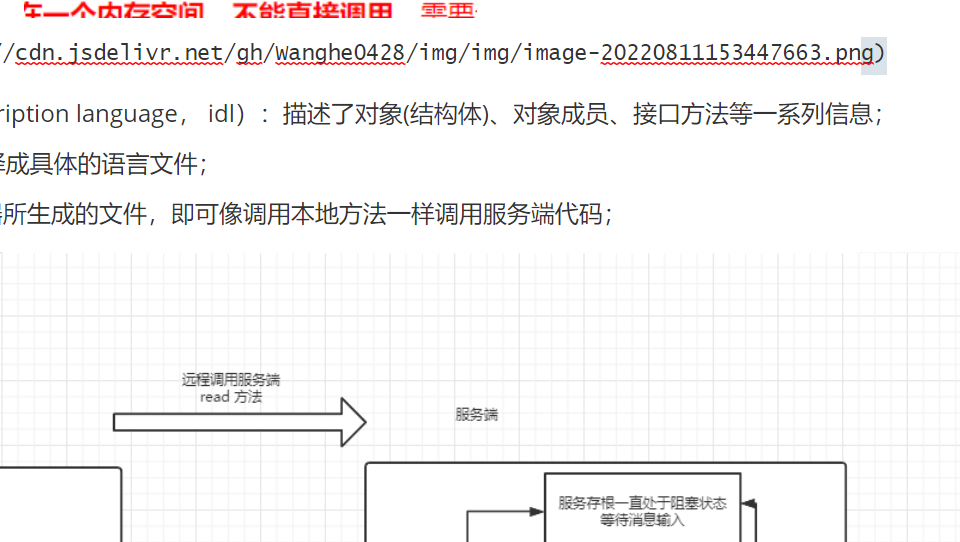 在一个内存空间，不能直接调用，需要
//cdn.jsdelivr.net/gh/Wanghe0428/img/img/image-20220811153447663.png)
ription language， idl）：描述了对象(结构体)、对象成员、接口方法等一系列信息；
成具体的语言文件；
所生成的文件，即可像调用本地方法一样调用服务端代码；
远程调用服务端
read 方法
服务端
服务存根一直处于阻塞状态
等待消息输入